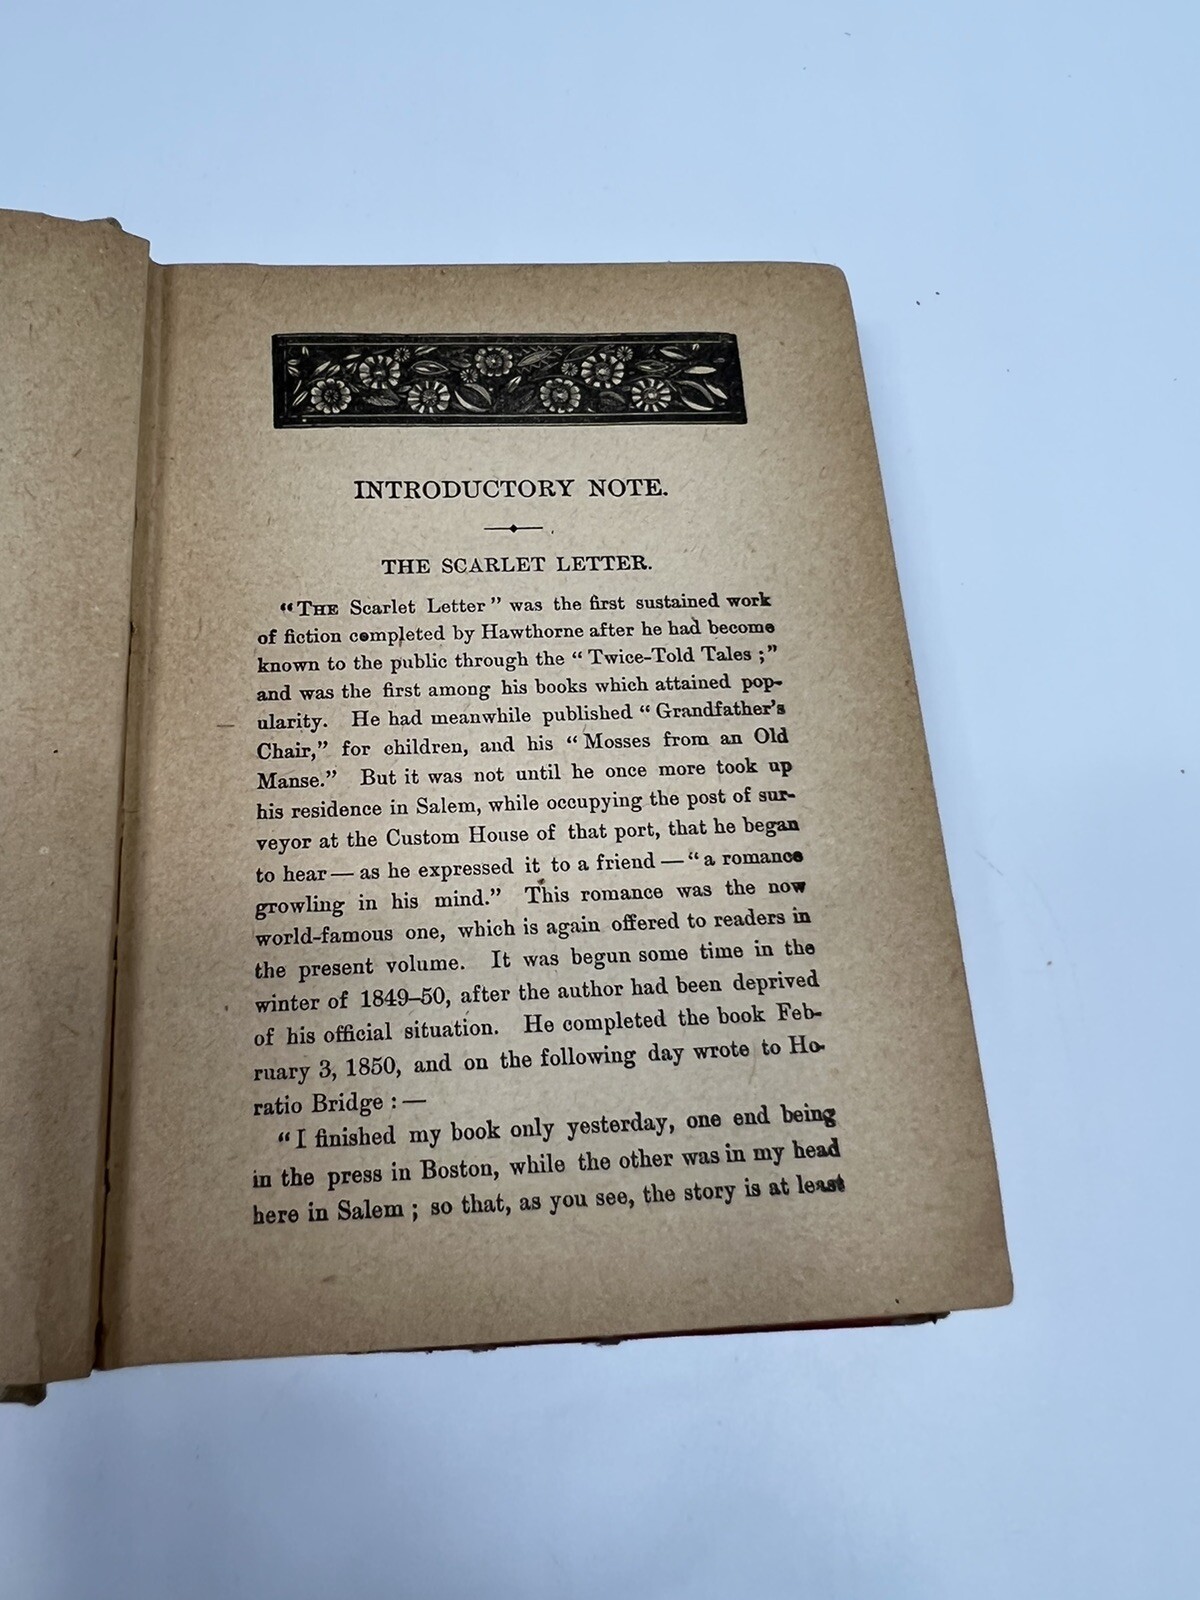 INTRODUCTORY NOTE.
THE SCARLET LETTER.
“THE Scarlet Letter” was the first sustained work
of fiction completed by Hawthorne after he had become
known to the public through the “Twice-Told Tales;”
and was the first among his books which attained pop-
ularity. He had meanwhile published “Grandfather's
Chair,” for children, and his “Mosses from an Old
Manse.” But it was not until he once more took up
his residence in Salem, while occupying the post of sur-
veyor at the Custom House of that port, that he began
to hear — as he expressed it to a friend — “a romance
growling in his mind.” This romance was the now
world-famous one, which is again offered to readers in
the present volume. It was begun some time in the
winter of 1849–50, after the author had been deprived
of his official situation. He completed the book Feb-
ruary 3, 1850, and on the following day wrote to Ho-
ratio Bridge : —
“I finished my book only yesterday, one end being
in the press in Boston, while the other was in my head
here in Salem ; so that, as you see, the story is at least